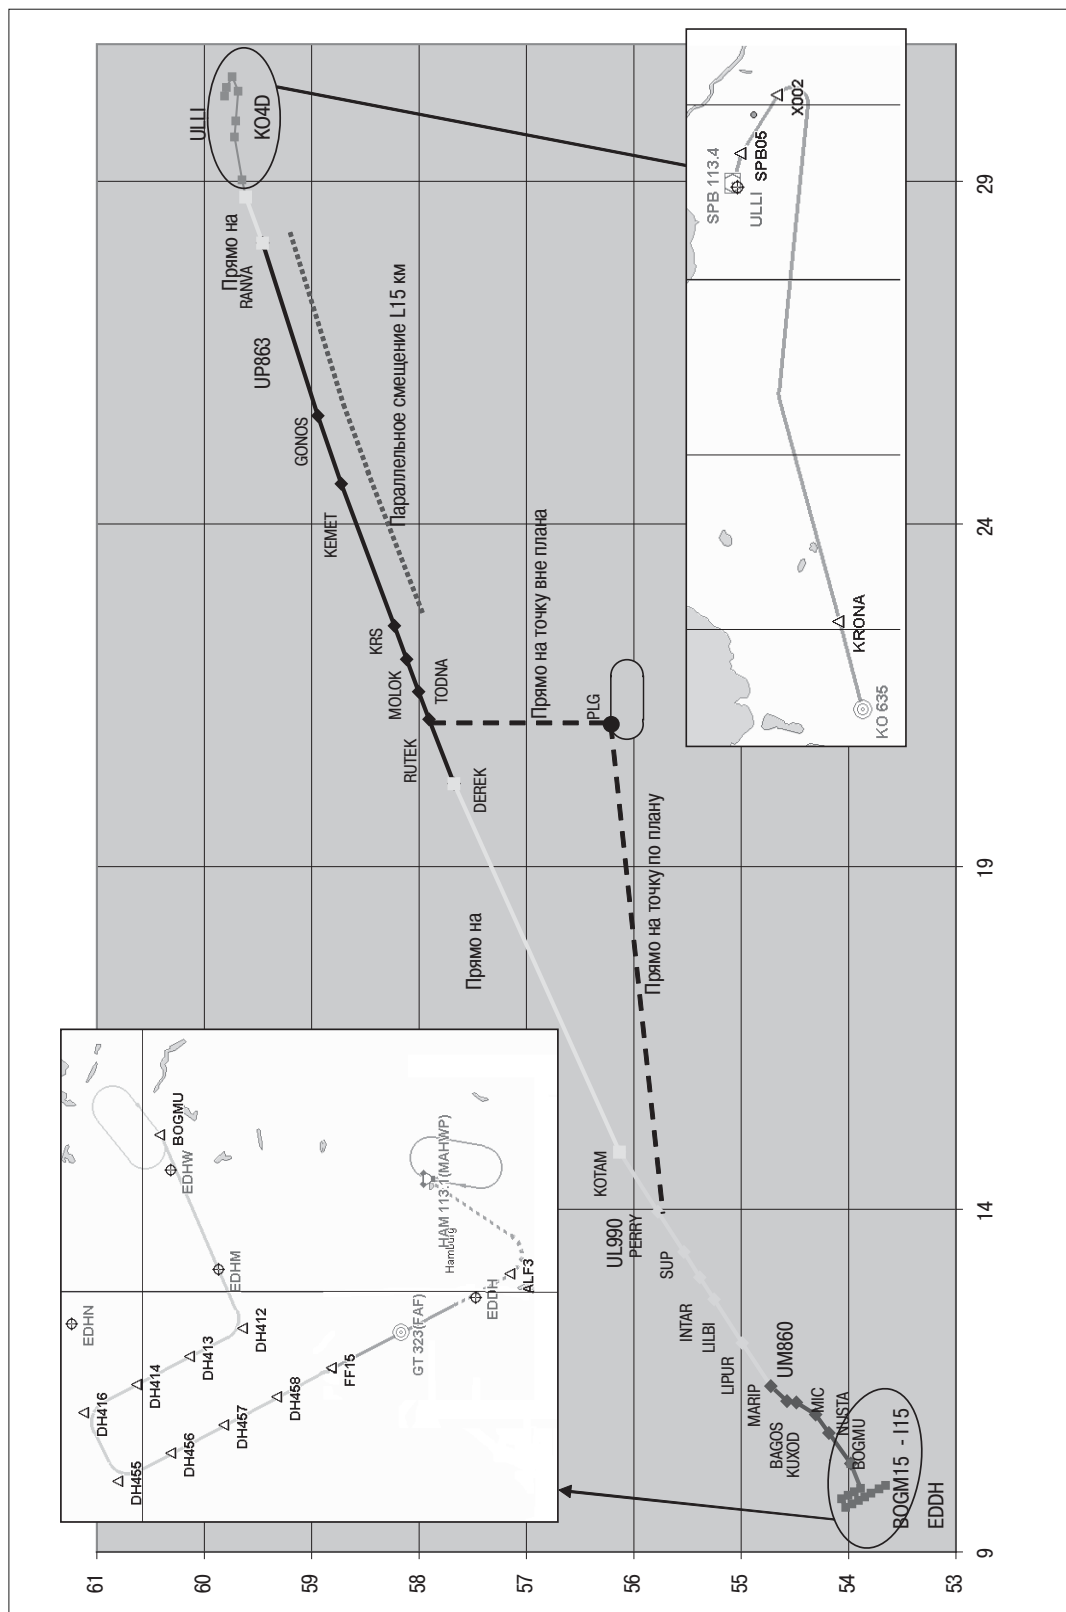 61
60
59
58
57
56
55
54
53
9
14
19
24
29
ULLI
KO4D
Прямо на
RANVA
UP863
GONOS
KEMET
Параллельное смещение L15 км
KRS
MOLOK
TODNA
RUTEK
DEREK
Прямо на точку вне плана
PLG
Прямо на точку по плану
Прямо на
KOTAM
UL990
PERRY
SUP
INTAR
LILBI
LIPUR
MARIP
UM860
BAGOS
KUXOD
MIC
NUSTA
BOGMU
BOGM15 - I15
EDDH
SPB 113.4
ULLI
SPB05
X002
KRONA
KO 635
BOGMU
EDHW
EDHM
EDHN
DH412
DH413
DH414
DH416
DH455
DH456
DH457
DH458
FF15
GT 323(FAF)
EDDH
ALF3
HAM 113.1(MAHWP)
Hamburg